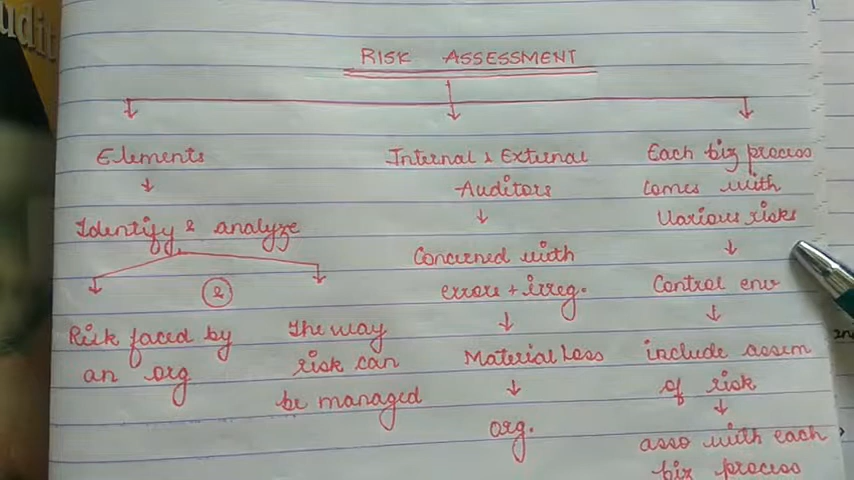 udit
RISK ASSESSMENT
Elements
Identify & analyze
&
Risk faced by
an org
The way
risk can
be managed
Internal & External
Auditors
Concerned with
errors + irreg.
Material Loss
org.
Each biz process
comes with
Various risks
Control env
include assem
of risk
asso with each
biz process